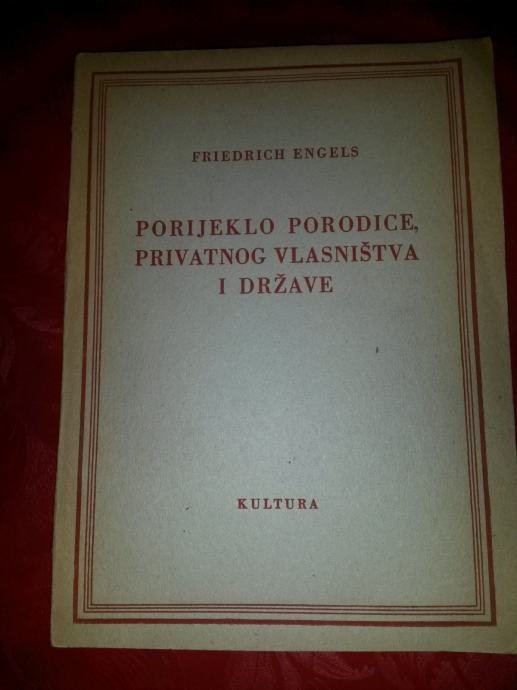 FRIEDRICH ENGELS
PORIJEKLO PORODICE,
PRIVATNOG VLASNIŠTVA
I DRŽAVE
KULTURA